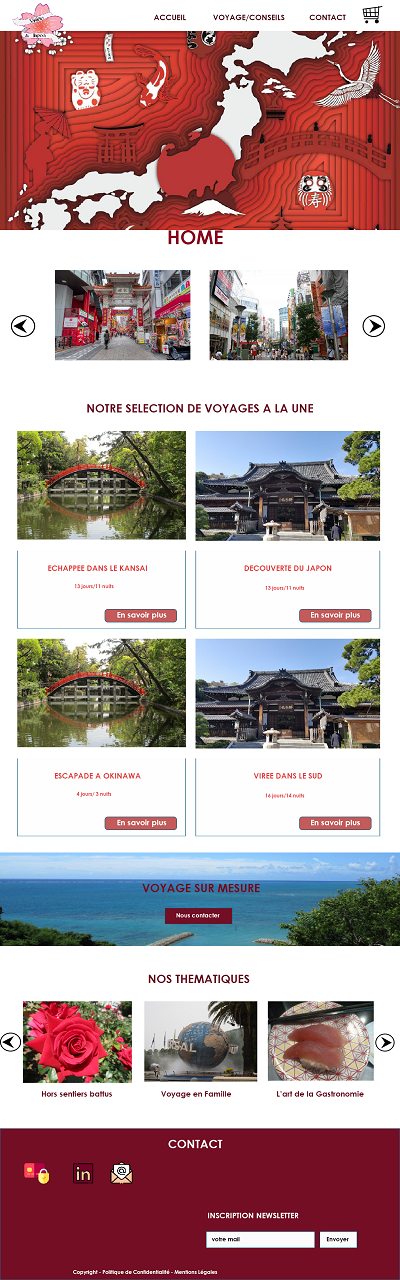 ACCUEIL VOYAGE/CONSEILS CONTACT
寿
HOME
NOTRE SELECTION DE VOYAGES A LA UNE
ECHAPPEE DANS LE KANSAI
13 jours/11 nuits
En savoir plus
DECOUVERTE DU JAPON
13 jours/11 nuits
En savoir plus
ESCAPADE A OKINAWA
4 jours/ 3 nuits
En savoir plus
VIREE DANS LE SUD
16 jours/14 nuits
En savoir plus
VOYAGE SUR MESURE
Nous contacter
NOS THEMATIQUES
RSAL
Hors sentiers battus
Voyage en Famille
L'art de la Gastronomie
CONTACT
in
@
INSCRIPTION NEWSLETTER
votre mail
Envoyer
Copyright - Politique de Confidentialité - Mentions Légales